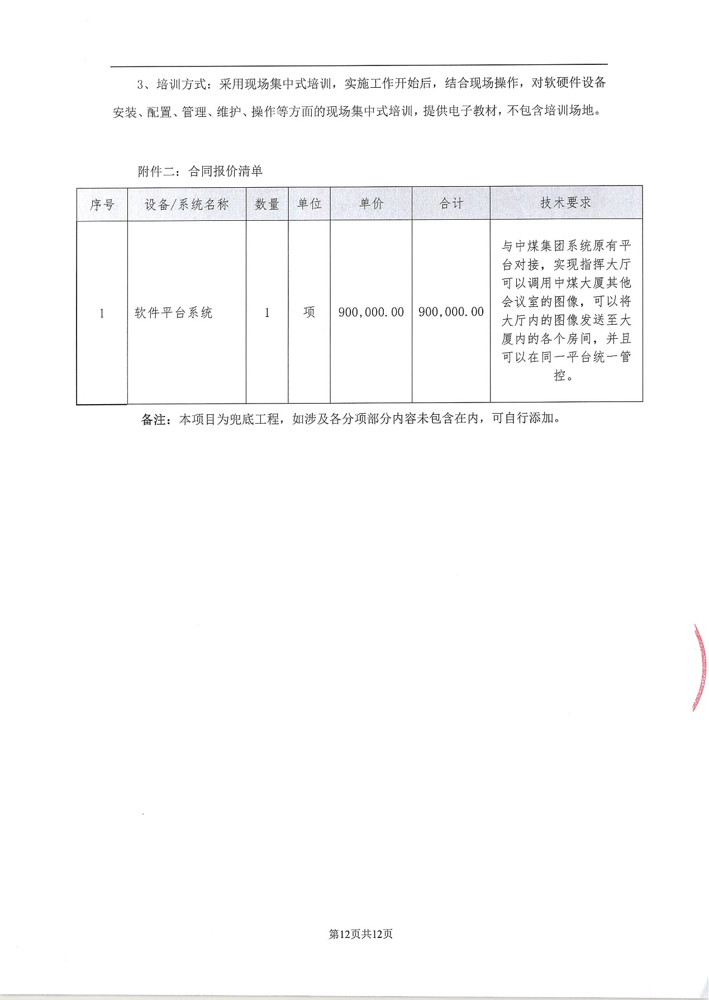 3、培训方式：采用现场集中式培训，实施工作开始后，结合现场操作，对软硬件设备
安装、配置、管理、维护、操作等方面的现场集中式培训，提供电子教材，不包含培训场地。
附件二：合同报价清单
序号 设备/系统名称 数量 单位 单价 合计 技术要求
1 软件平台系统 1 项 900,000.00 900,000.00
与中煤集团系统原有平
台对接，实现指挥大厅
可以调用中煤大厦其他
会议室的图像，可以将
大厅内的图像发送至大
厦内的各个房间，并且
可以在同一平台统一管
控。
备注：本项目为兜底工程，如涉及各分项部分内容未包含在内，可自行添加。
第12页共12页